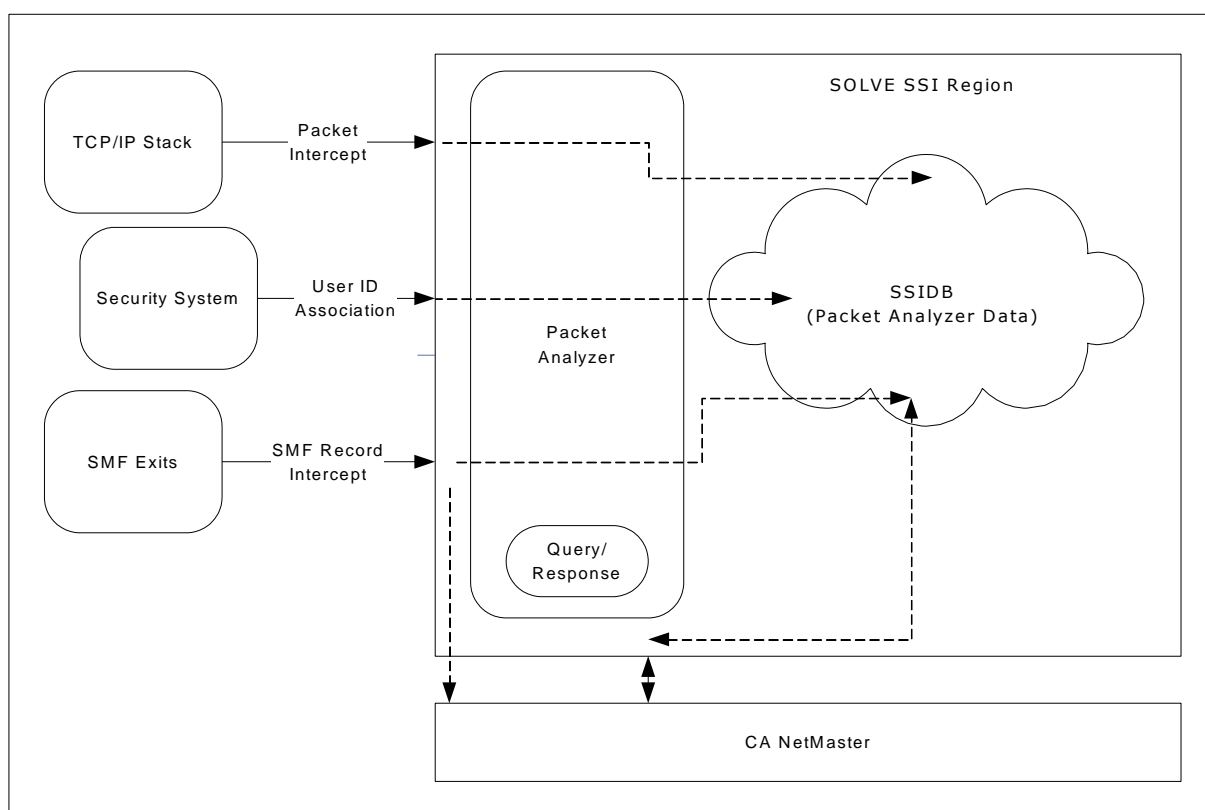 SOLVE SSI Region
TCP/IP Stack
Packet
Intercept
Security System
User ID
Association
Packet
Analyzer
SSIDB
(Packet Analyzer Data)
SMF Exits
SMF Record
Intercept
Query/
Response
CA NetMaster